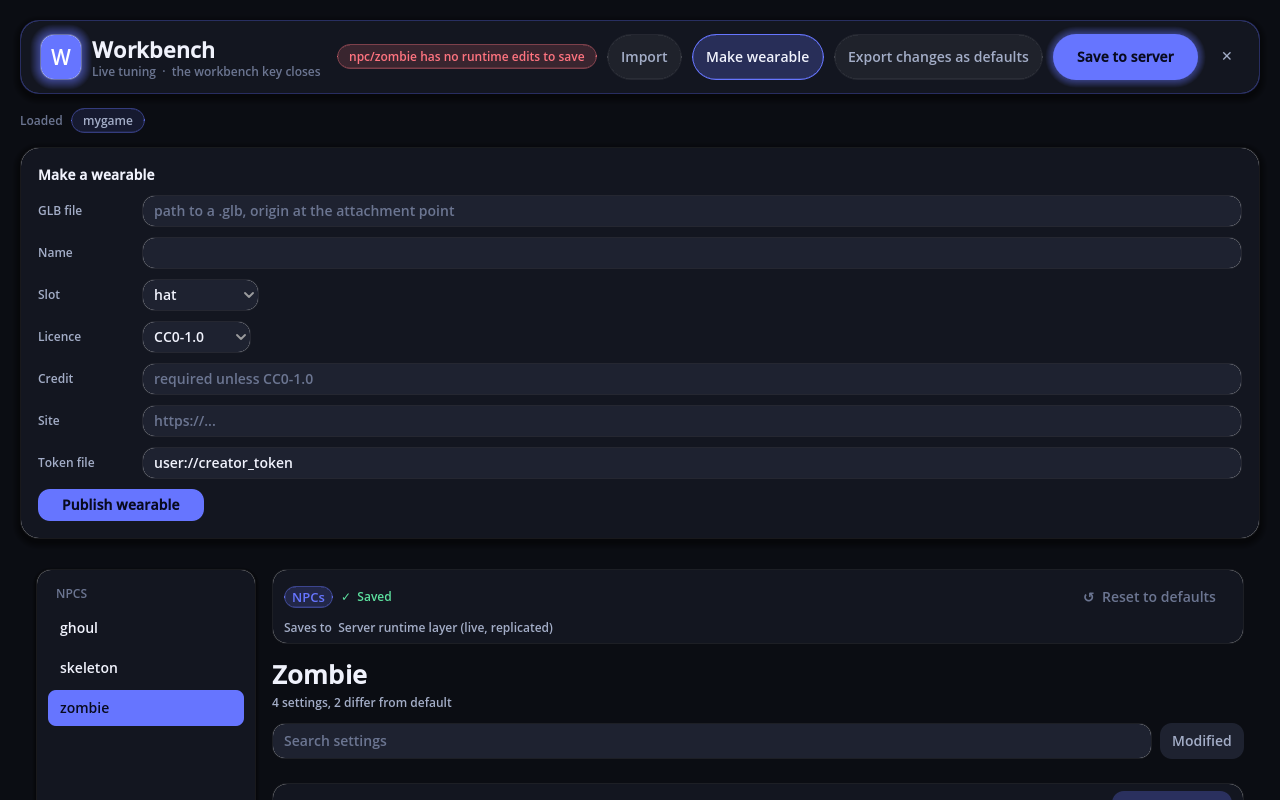 W
Workbench
Live tuning · the workbench key closes
npc/zombie has no runtime edits to save
Import
Make wearable
Export changes as defaults
Save to server
×
Loaded
mygame
Make a wearable
GLB file
path to a .glb, origin at the attachment point
Name
Slot
hat
Licence
CC0-1.0
Credit
required unless CC0-1.0
Site
https://...
Token file
user://creator_token
Publish wearable
NPCS
ghoul
skeleton
zombie
NPCs
✓ Saved
↺ Reset to defaults
Saves to Server runtime layer (live, replicated)
Zombie
4 settings, 2 differ from default
Search settings
Modified